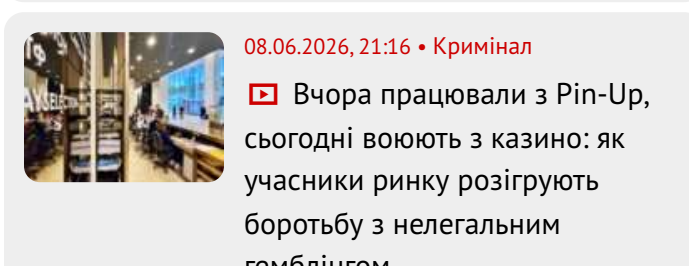 08.06.2026, 21:16 • Кримінал
Вчора працювали з Pin-Up,
сьогодні воюють з казино: як
учасники ринку розігрують
боротьбу з нелегальним
гемблінгом